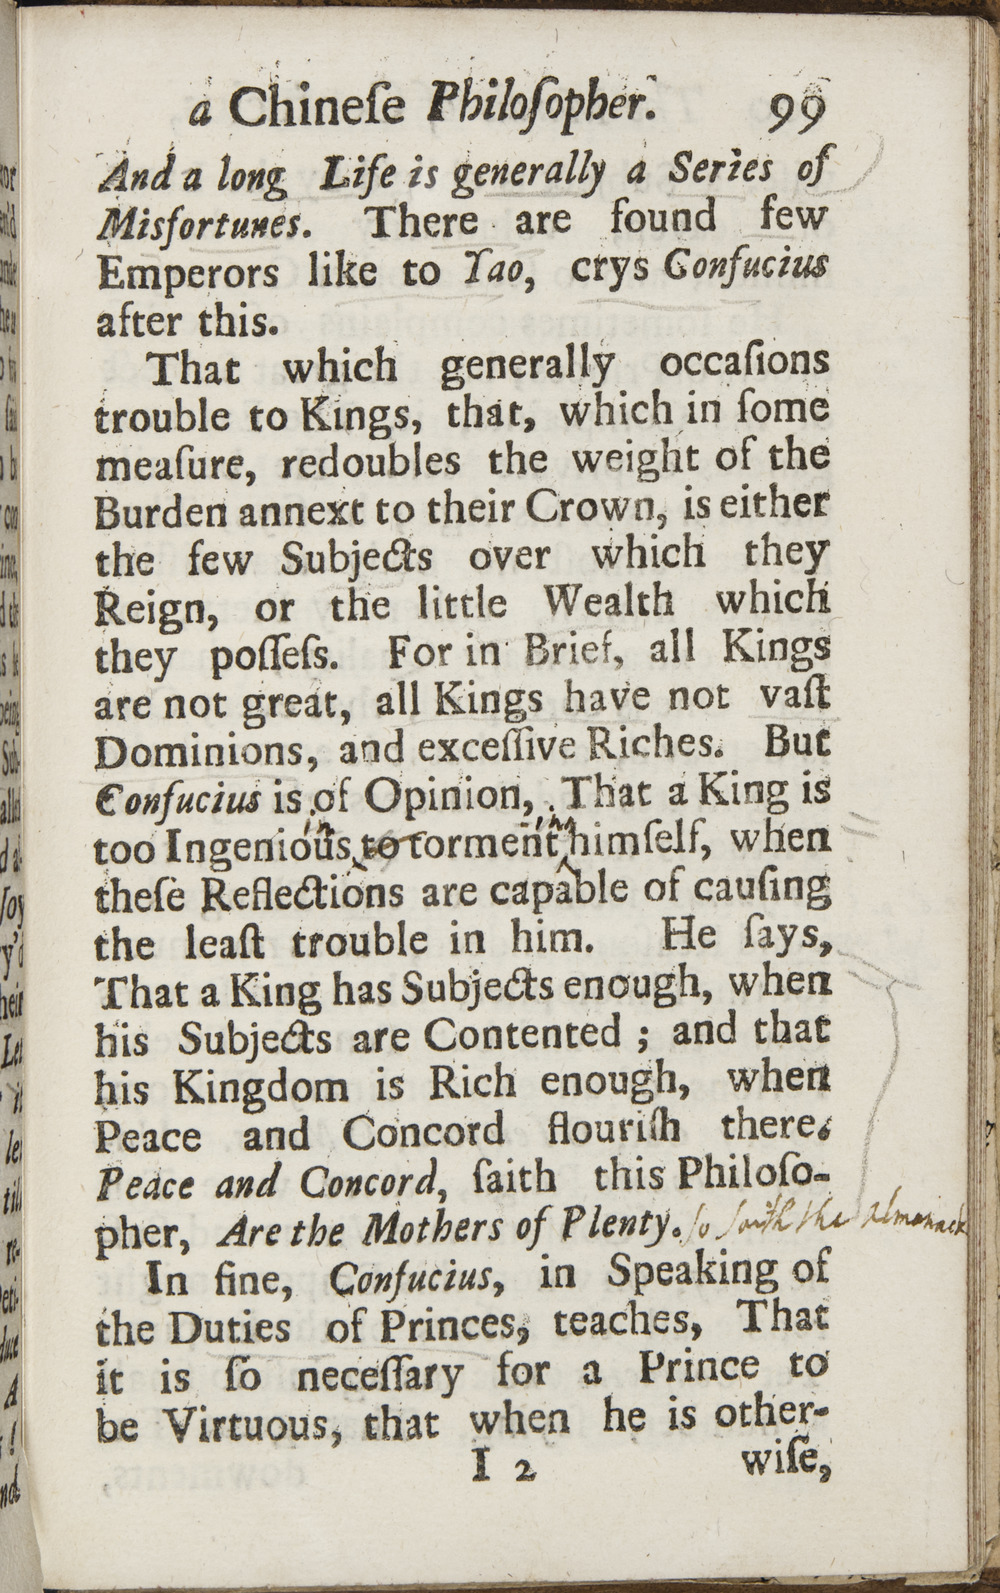 a Chineſe Philoſopher. 99
And a long Life is generally a Series of
Misfortunes. There are found few
Emperors like to Yao, crys Confucius
after this.
That which generally occaſions
trouble to Kings, that, which in ſome
meaſure, redoubles the weight of the
Burden annext to their Crown, is either
the few Subjects over which they
Reign, or the little Wealth which
they poſſeſs. For in Brief, all Kings
are not great, all Kings have not vaſt
Dominions, and exceſſive Riches. But
Confucius is of Opinion, That a King is
in ing
too Ingenious to torment himſelf, when
theſe Reflections are capable of cauſing
the leaſt trouble in him. He ſays,
That a King has Subjects enough, when
his Subjects are Contented ; and that
his Kingdom is Rich enough, when
Peace and Concord flouriſh there.
Peace and Concord, ſaith this Philoſo-
pher, Are the Mothers of Plenty. so saith the Almanack
In fine, Confucius, in Speaking of
the Duties of Princes, teaches, That
it is ſo neceſſary for a Prince to
be Virtuous, that when he is other-
I 2 wiſe,